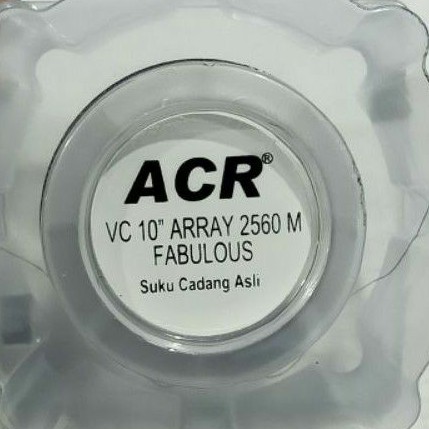 ACR®
VC 10" ARRAY 2560 M
FABULOUS
Suku Cadang Asli